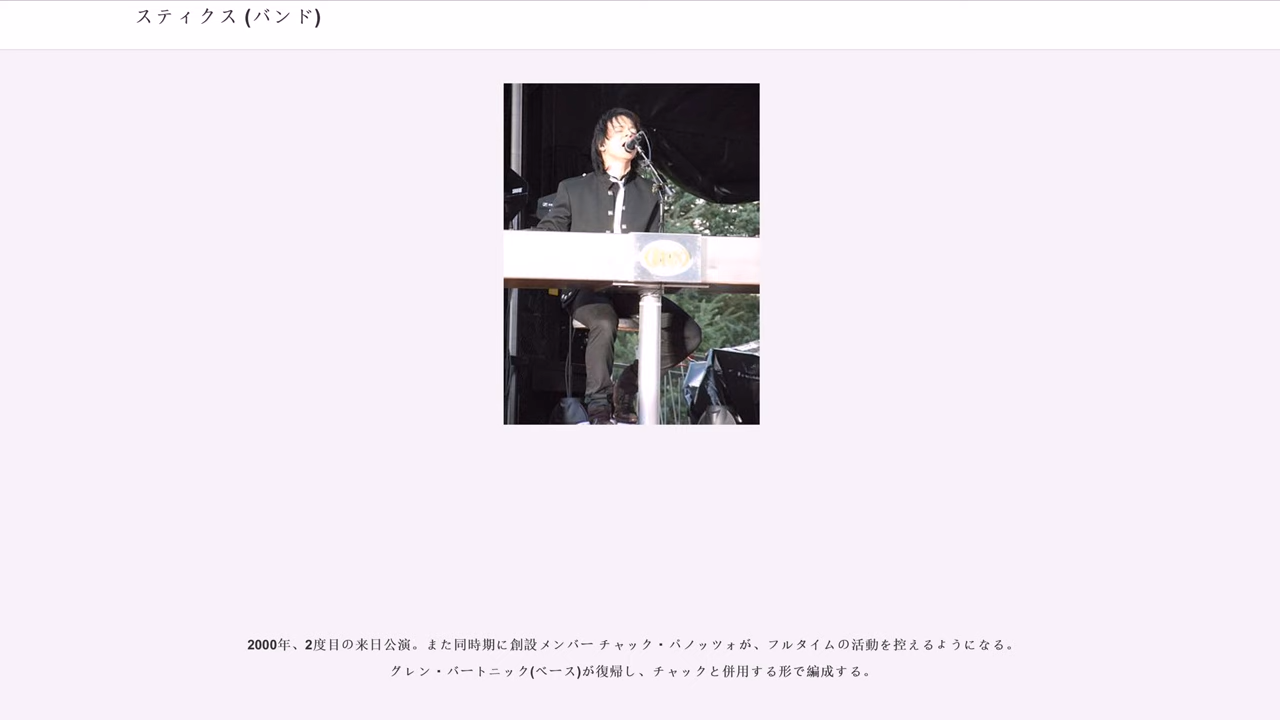 スティクス (バンド)
2000年、2度目の来日公演。また同時期に創設メンバー チャック・パノッツォが、フルタイムの活動を控えるようになる。
グレン・バートニック(ベース)が復帰し、チャックと併用する形で編成する。